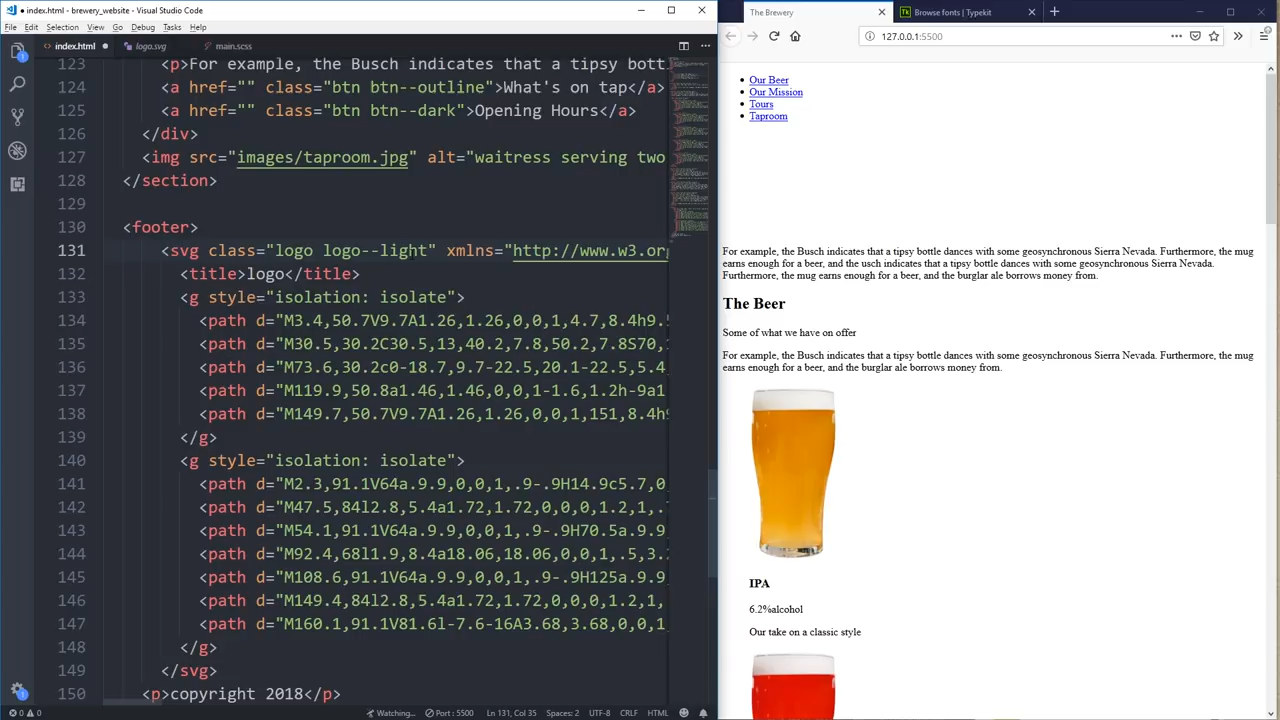 ● index.html - brewery_website - Visual Studio Code
File Edit Selection View Go Debug Tasks Help
index.html ●
logo.svg
main.scss
123 <p>For example, the Busch indicates that a tipsy bott
124 <a href="" class="btn btn--outline">What's on tap</a>
125 <a href="" class="btn btn--dark">Opening Hours</a>
126 </div>
127 <img src="images/taproom.jpg" alt="waitress serving two
128 </section>
129
130 <footer>
131 <svg class="logo logo--light" xmlns="http://www.w3.org
132 <title>logo</title>
133 <g style="isolation: isolate">
134 <path d="M3.4,50.7V9.7A1.26,1.26,0,0,1,4.7,8.4h9.5
135 <path d="M30.5,30.2C30.5,13,40.2,7.8,50.2,7.8S70,1
136 <path d="M73.6,30.2c0-18.7,9.7-22.5,20.1-22.5,5.4,
137 <path d="M119.9,50.8a1.46,1.46,0,0,1-1.6,1.2h-9a1
138 <path d="M149.7,50.7V9.7A1.26,1.26,0,0,1,151,8.4h9
139 </g>
140 <g style="isolation: isolate">
141 <path d="M2.3,91.1V64a.9.9,0,0,1,.9-.9H14.9c5.7,0
142 <path d="M47.5,84l2.8,5.4a1.72,1.72,0,0,0,1.2,1,.
143 <path d="M54.1,91.1V64a.9.9,0,0,1,.9-.9H70.5a.9.9
144 <path d="M92.4,68l1.9,8.4a18.06,18.06,0,0,1,.5,3.
145 <path d="M108.6,91.1V64a.9.9,0,0,1,.9-.9H125a.9.9
146 <path d="M149.4,84l2.8,5.4a1.72,1.72,0,0,0,1.2,1,
147 <path d="M160.1,91.1V81.6l-7.6-16A3.68,3.68,0,0,1
148 </g>
149 </svg>
150 <p>copyright 2018</p>
0 0 Watching... Port : 5500 Ln 131, Col 35 Spaces: 2 UTF-8 CRLF HTML
The Brewery
Tk Browse fonts | Typekit
127.0.0.1:5500
Our Beer
Our Mission
Tours
Taproom
For example, the Busch indicates that a tipsy bottle dances with some geosynchronous Sierra Nevada. Furthermore, the mug
earns enough for a beer, and the usch indicates that a tipsy bottle dances with some geosynchronous Sierra Nevada.
Furthermore, the mug earns enough for a beer, and the burglar ale borrows money from.
The Beer
Some of what we have on offer
For example, the Busch indicates that a tipsy bottle dances with some geosynchronous Sierra Nevada. Furthermore, the mug
earns enough for a beer, and the burglar ale borrows money from.
IPA
6.2%alcohol
Our take on a classic style